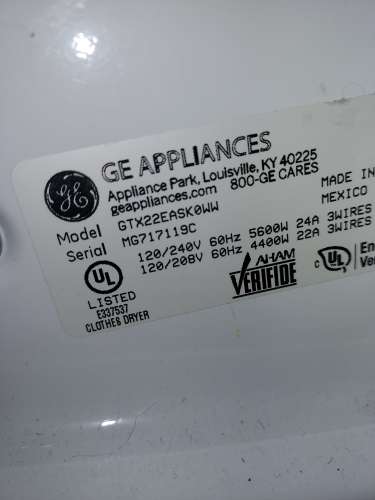 GE
GE APPLIANCES
Appliance Park, Louisville, KY 40225
geappliances.com 800-GE CARES
MADE IN
MEXICO
Model GTX22EASK0WW
Serial MG717119C
120/240V 60Hz 5600W 24A 3WIRES
120/208V 60Hz 4400W 22A 3WIRES
UL
LISTED
E337537
CLOTHES DRYER
AHAM
VERIFIDE
C UL